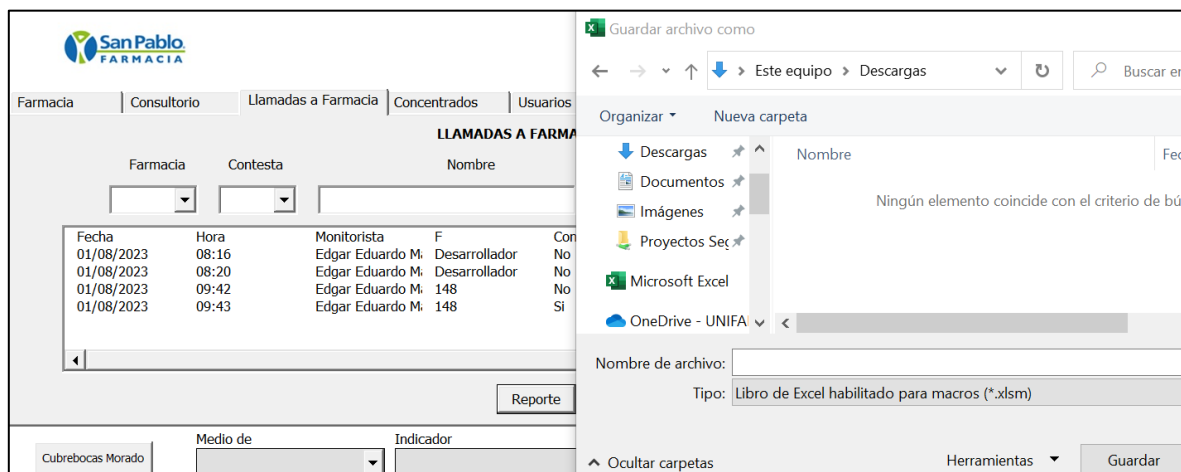 San Pablo
FARMACIA
Farmacia Consultorio Llamadas a Farmacia Concentrados Usuarios
LLAMADAS A FARMA
Farmacia Contesta Nombre
Fecha Hora Monitorista F Con
01/08/2023 08:16 Edgar Eduardo Ma Desarrollador No
01/08/2023 08:20 Edgar Eduardo Ma Desarrollador No
01/08/2023 09:42 Edgar Eduardo Ma 148 No
01/08/2023 09:43 Edgar Eduardo Ma 148 Si
Reporte
Cubrebocas Morado
Medio de Indicador
Guardar archivo como
Este equipo > Descargas
Buscar en
Organizar Nueva carpeta
Descargas
Documentos
Imágenes
Proyectos Seg
Microsoft Excel
OneDrive - UNIFA
Nombre Fec
Ningún elemento coincide con el criterio de bú
Nombre de archivo:
Tipo: Libro de Excel habilitado para macros (*.xlsm)
Ocultar carpetas Herramientas Guardar